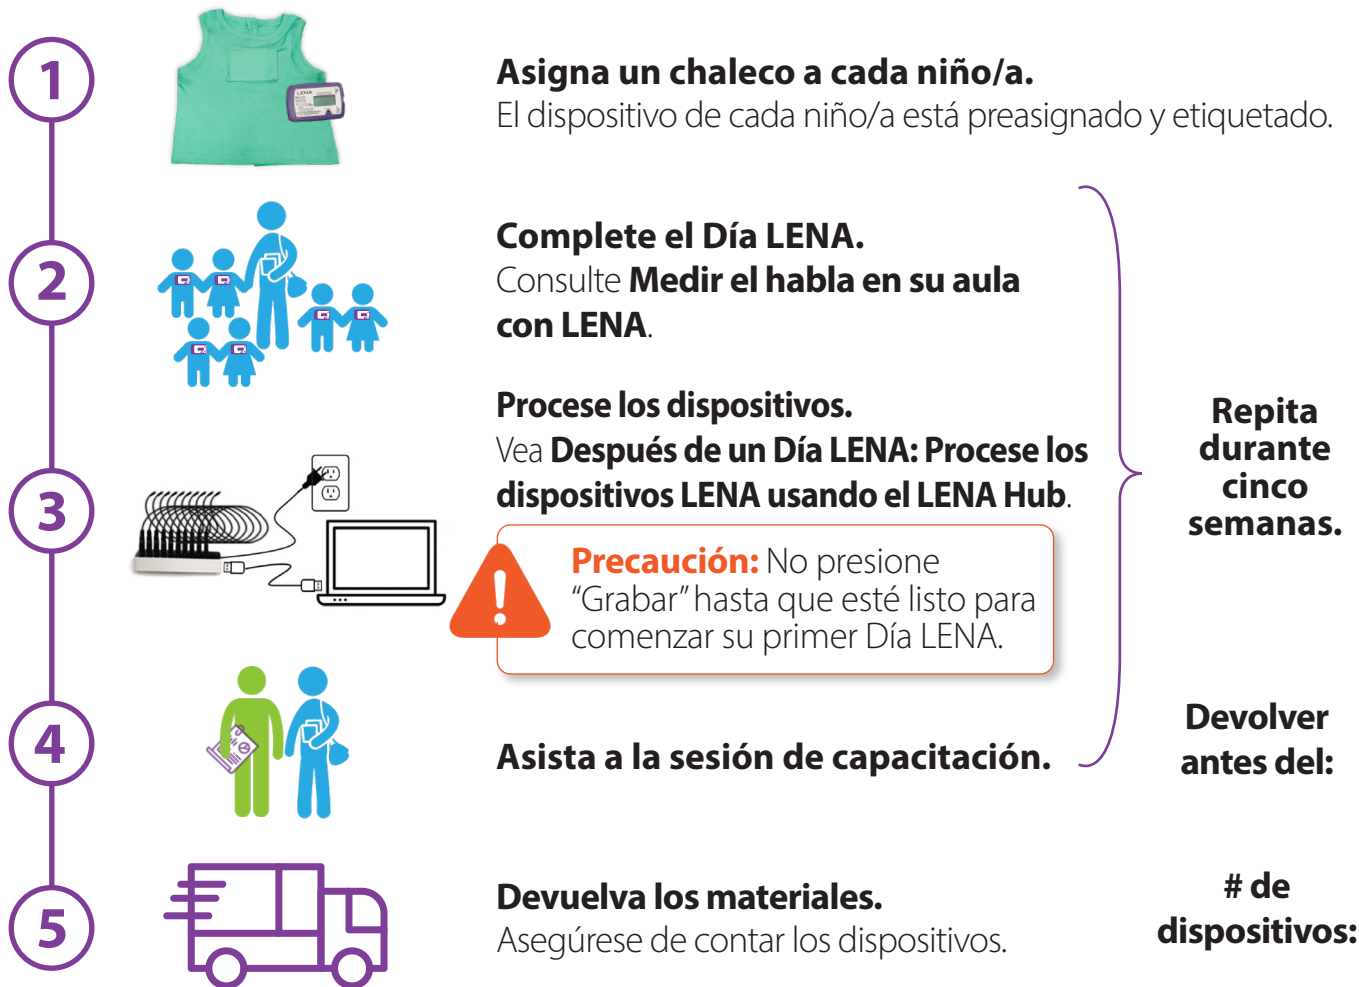 1
LENA
Asigna un chaleco a cada niño/a.
El dispositivo de cada niño/a está preasignado y etiquetado.
2
Complete el Día LENA.
Consulte Medir el habla en su aula
con LENA.
3
Procese los dispositivos.
Vea Después de un Día LENA: Procese los
dispositivos LENA usando el LENA Hub.
Precaución: No presione
“Grabar” hasta que esté listo para
comenzar su primer Día LENA.
Repita
durante
cinco
semanas.
4
Asista a la sesión de capacitación.
Devolver
antes del:
5
Devuelva los materiales.
Asegúrese de contar los dispositivos.
# de
dispositivos: